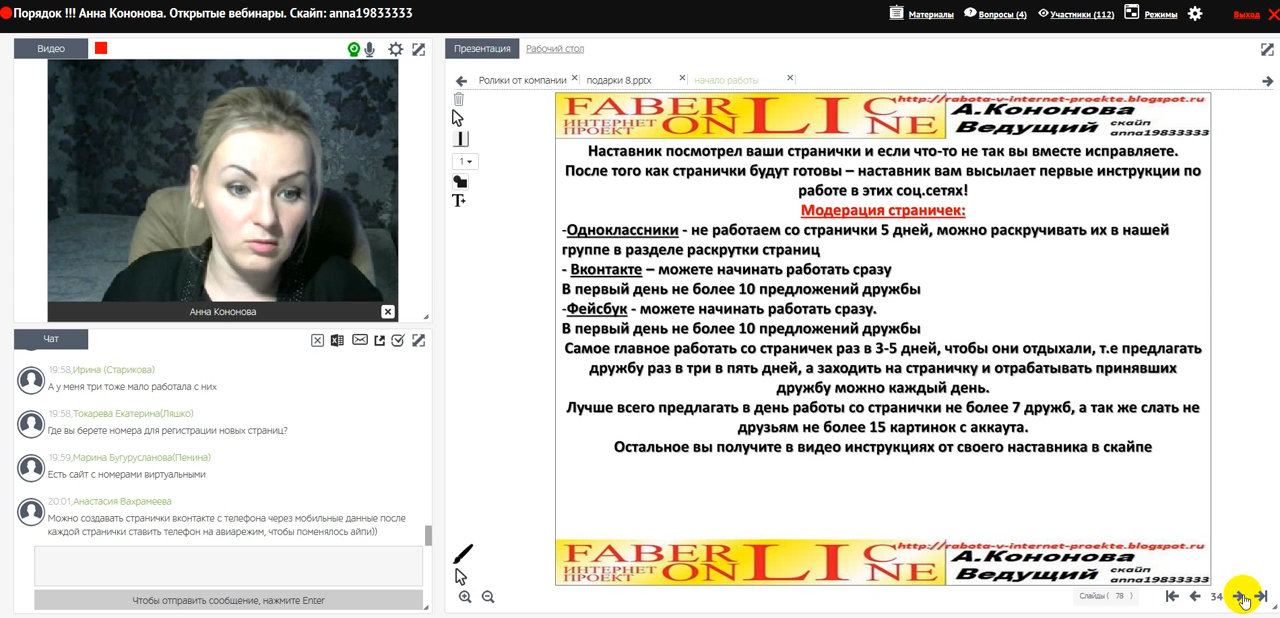 Порядок !!! Анна Кононова. Открытые вебинары. Скайп: anna19833333
Материалы
Вопросы (4)
Участники (112)
Режимы
Выход
Видео
Анна Кононова
Чат
19:58,Ирина (Старикова)
А у меня три тоже мало работала с них
19:58,Токарева Екатерина(Ляшко)
Где вы берете номера для регистрации новых страниц?
19:59,Марина Бугурусланова(Пенина)
Есть сайт с номерами виртуальными
20:01,Анастасия Вахрамеева
Можно создавать странички вконтакте с телефона через мобильные данные после
каждой странички ставить телефон на авиарежим, чтобы поменялось айпи))
Чтобы отправить сообщение, нажмите Enter
Презентация
Рабочий стол
Ролики от компании
подарки 8.pptx
начало работы
1
T+
FABER ONLINE
ИНТЕРНЕТ
ПРОЕКТ
http://rabota-v-internet-proekte.blogspot.ru
А.Кононова
Ведущий
скайп
anna19833333
Наставник посмотрел ваши странички и если что-то не так вы вместе исправляете.
После того как странички будут готовы – наставник вам высылает первые инструкции по
работе в этих соц.сетях!
Модерация страничек:
-Одноклассники - не работаем со странички 5 дней, можно раскручивать их в нашей
группе в разделе раскрутки страниц
- Вконтакте – можете начинать работать сразу
В первый день не более 10 предложений дружбы
-Фейсбук - можете начинать работать сразу.
В первый день не более 10 предложений дружбы
Самое главное работать со страничек раз в 3-5 дней, чтобы они отдыхали, т.е предлагать
дружбу раз в три в пять дней, а заходить на страничку и отрабатывать принявших
дружбу можно каждый день.
Лучше всего предлагать в день работы со странички не более 7 дружб, а так же слать не
друзьям не более 15 картинок с аккаута.
Остальное вы получите в видео инструкциях от своего наставника в скайпе
FABER ONLINE
ИНТЕРНЕТ
ПРОЕКТ
http://rabota-v-internet-proekte.blogspot.ru
А.Кононова
Ведущий
скайп
anna19833333
Слайды ( 78 )
34